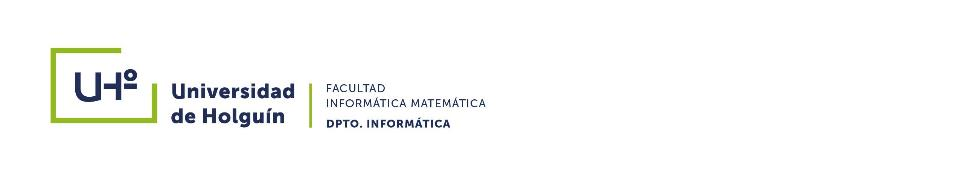 UHº
Universidad
de Holguín
FACULTAD
INFORMÁTICA MATEMÁTICA
DPTO. INFORMÁTICA